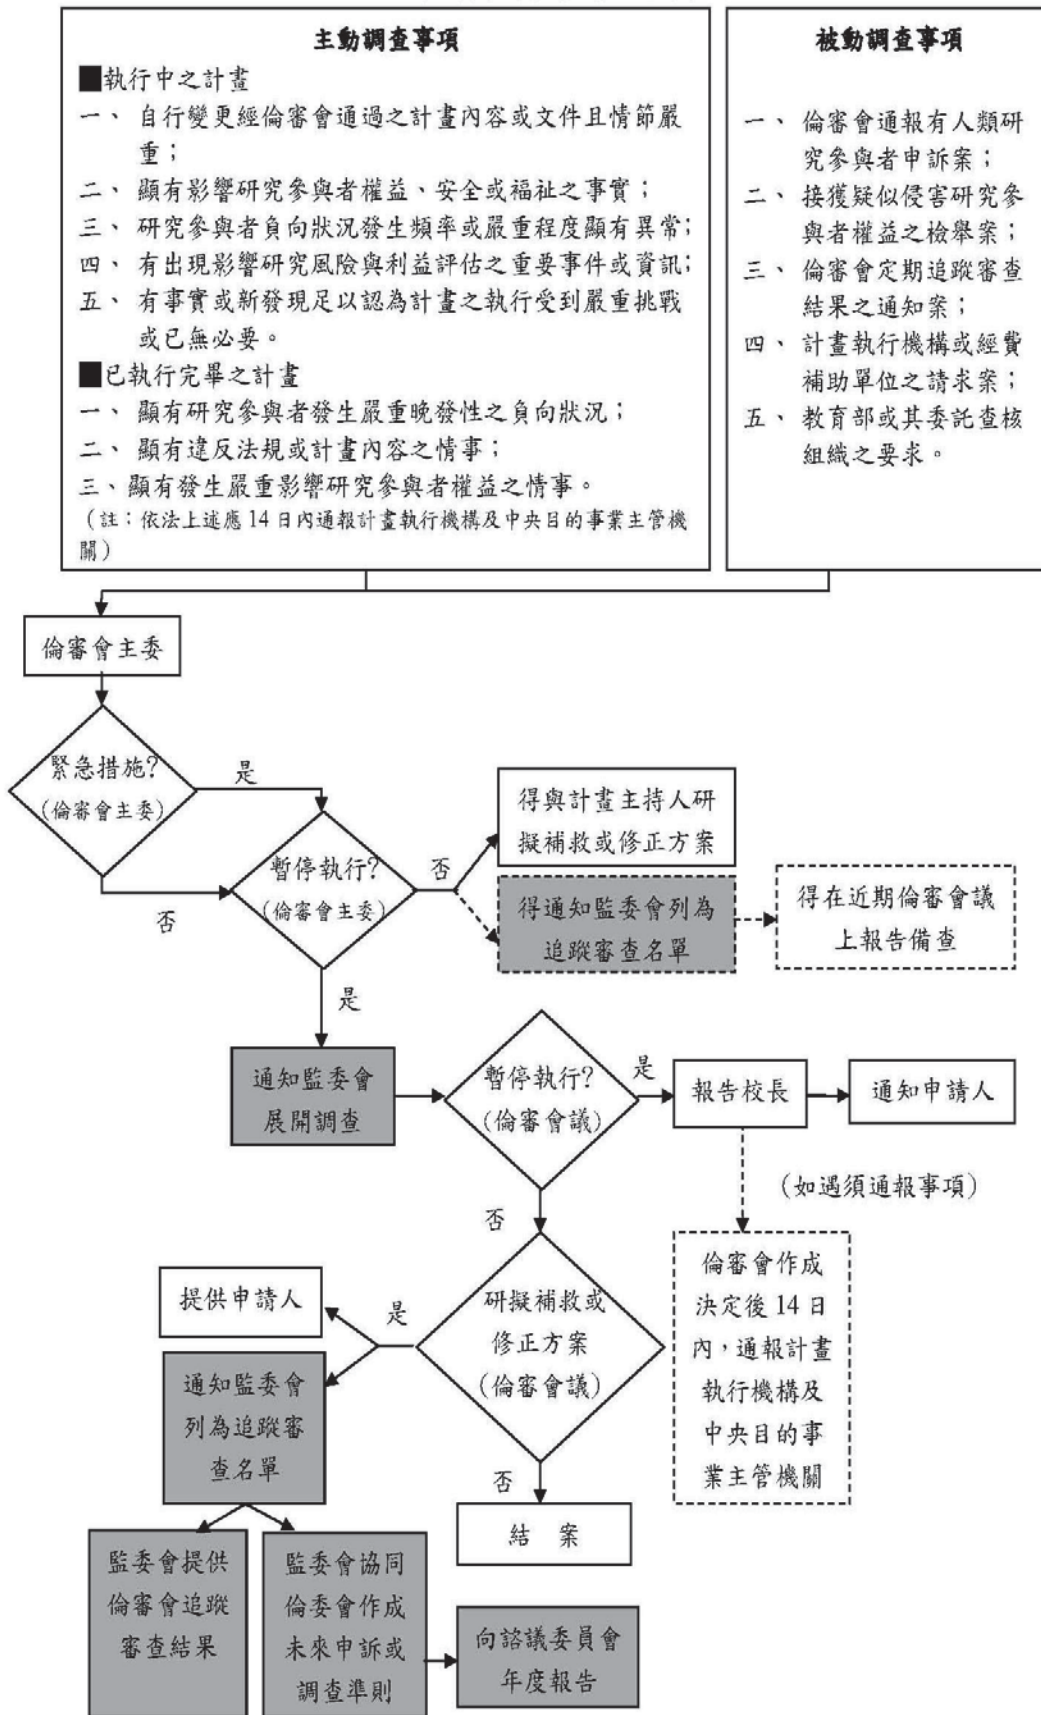 主動調查事項
■執行中之計畫
一、 自行變更經倫審會通過之計畫內容或文件且情節嚴
重；
二、 顯有影響研究參與者權益、安全或福祉之事實；
三、 研究參與者負向狀況發生頻率或嚴重程度顯有異常；
四、 有出現影響研究風險與利益評估之重要事件或資訊；
五、 有事實或新發現足以認為計畫之執行受到嚴重挑戰
或已無必要。
■已執行完畢之計畫
一、 顯有研究參與者發生嚴重晚發性之負向狀況；
二、 顯有違反法規或計畫內容之情事；
三、顯有發生嚴重影響研究參與者權益之情事。
（註：依法上述應14日內通報計畫執行機構及中央目的事業主管機
關）
被動調查事項
一、 倫審會通報有人類研
究參與者申訴案；
二、 接獲疑似侵害研究參
與者權益之檢舉案；
三、 倫審會定期追蹤審查
結果之通知案；
四、 計畫執行機構或經費
補助單位之請求案；
五、 教育部或其委託查核
組織之要求。
倫審會主委
緊急措施?
(倫審會主委)
是
否
暫停執行?
(倫審會主委)
否
得與計畫主持人研
擬補救或修正方案
得通知監委會列為
追蹤審查名單
得在近期倫審會議
上報告備查
是
通知監委會
展開調查
暫停執行?
(倫審會議)
是
報告校長
通知申請人
（如遇須通報事項）
倫審會作成
決定後14日
內，通報計畫
執行機構及
中央目的事
業主管機關
否
研擬補救或
修正方案
(倫審會議)
是
提供申請人
通知監委會
列為追蹤審
查名單
否
結 案
監委會提供
倫審會追蹤
審查結果
監委會協同
倫委會作成
未來申訴或
調查準則
向諮議委員會
年度報告